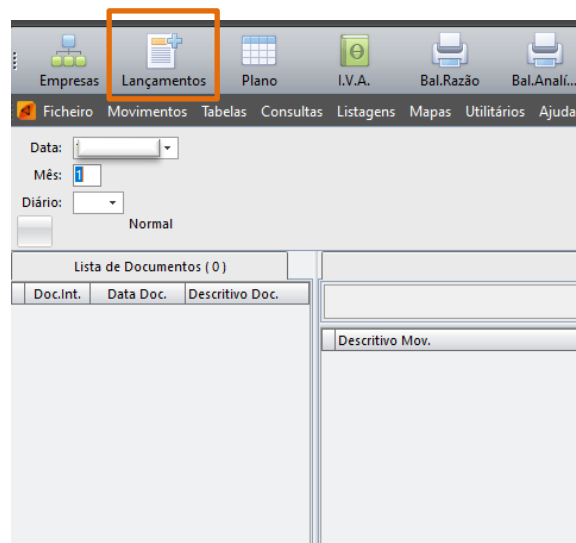 Empresas Lançamentos Plano I.V.A. Bal.Razão Bal.Analí...
Ficheiro Movimentos Tabelas Consultas Listagens Mapas Utilitários Ajuda
Data:
Mês: 1
Diário:
Normal
Lista de Documentos ( 0 )
Doc.Int. Data Doc. Descritivo Doc.
Descritivo Mov.